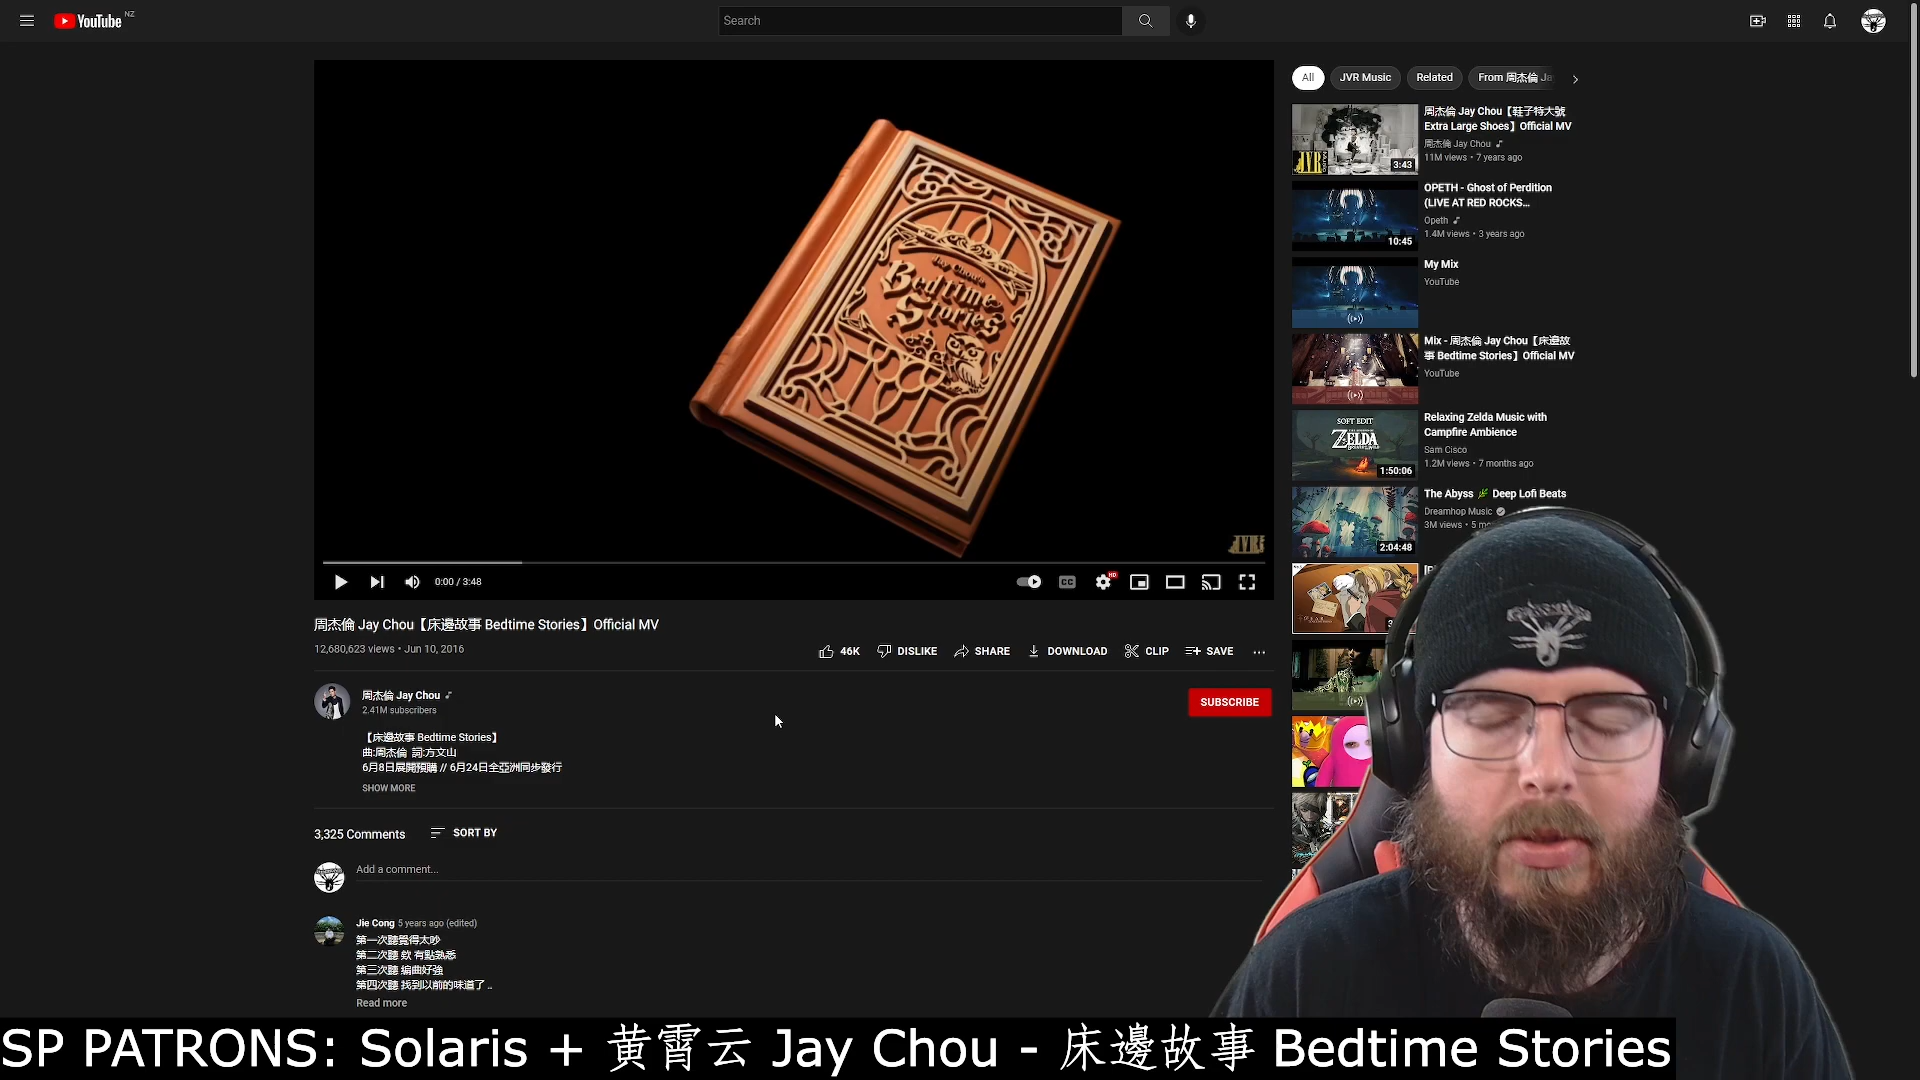 YouTube NZ
Search
Jay Chou's
Bedtime
Stories
JVR
0:00 / 3:48
CC
HD
周杰倫 Jay Chou【床邊故事 Bedtime Stories】Official MV
12,680,623 views • Jun 10, 2016
46K
DISLIKE
SHARE
DOWNLOAD
CLIP
SAVE
周杰倫 Jay Chou
2.41M subscribers
SUBSCRIBE
【床邊故事 Bedtime Stories】
曲:周杰倫 詞:方文山
6月8日展開預購 // 6月24日全亞洲同步發行
SHOW MORE
3,325 Comments
SORT BY
Add a comment...
Jie Cong 5 years ago (edited)
第一次聽覺得太吵
第二次聽 欸 有點熟悉
第三次聽 編曲好強
第四次聽 找到以前的味道了 ..
Read more
All
JVR Music
Related
From 周杰倫 Ja
周杰倫 Jay Chou【鞋子特大號
Extra Large Shoes】Official MV
周杰倫 Jay Chou
11M views • 7 years ago
JVR
3:43
OPETH - Ghost of Perdition
(LIVE AT RED ROCKS...
Opeth
1.4M views • 3 years ago
10:45
My Mix
YouTube
Mix - 周杰倫 Jay Chou【床邊故
事 Bedtime Stories】Official MV
YouTube
Relaxing Zelda Music with
Campfire Ambience
Sam Cisco
1.2M views • 7 months ago
SOFT EDIT
ZELDA
1:50:06
The Abyss 🌿 Deep Lofi Beats
Dreamhop Music
3M views • 5 mo
2:04:48
SP PATRONS: Solaris + 黄霄云 Jay Chou - 床邊故事 Bedtime Stories